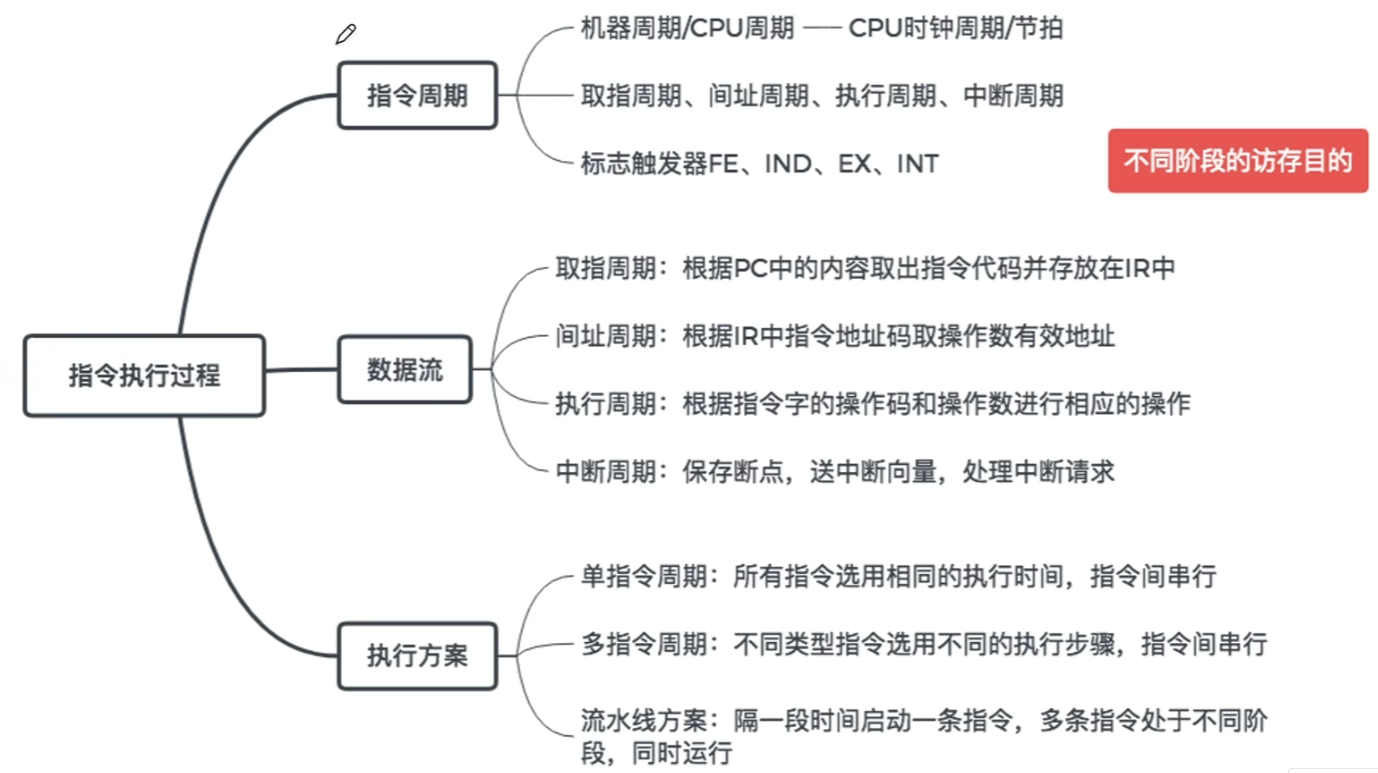 机器周期/CPU周期 —— CPU时钟周期/节拍
指令周期
取指周期、间址周期、执行周期、中断周期
标志触发器FE、IND、EX、INT
不同阶段的访存目的
取指周期：根据PC中的内容取出指令代码并存放在IR中
间址周期：根据IR中指令地址码取操作数有效地址
指令执行过程
数据流
执行周期：根据指令字的操作码和操作数进行相应的操作
中断周期：保存断点，送中断向量，处理中断请求
单指令周期：所有指令选用相同的执行时间，指令间串行
执行方案
多指令周期：不同类型指令选用不同的执行步骤，指令间串行
流水线方案：隔一段时间启动一条指令，多条指令处于不同阶
段，同时运行